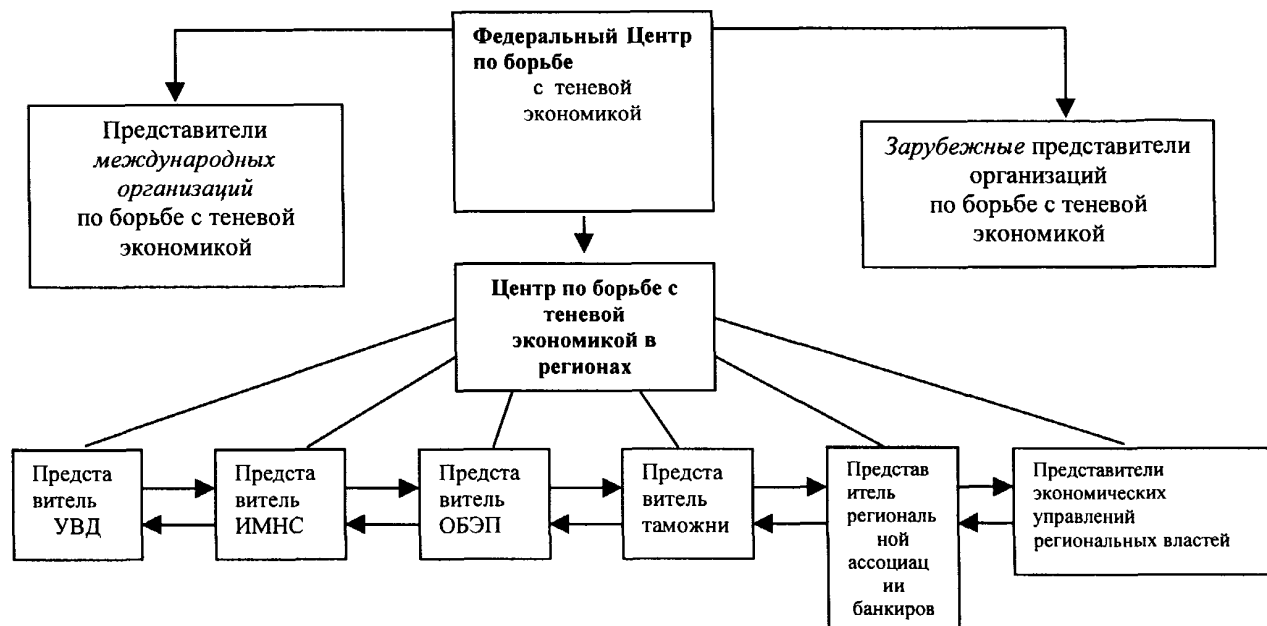 Федеральный Центр
по борьбе
с теневой
экономикой
Представители
международных
организаций
по борьбе с теневой
экономикой
Зарубежные представители
организаций
по борьбе с теневой
экономикой
Центр по борьбе с
теневой
экономикой в
регионах
Предста
витель
УВД
Предста
витель
ИМНС
Предста
витель
ОБЭП
Предста
витель
таможни
Представ
итель
региональ
ной
ассоциац
ии
банкиров
Представители
экономических
управлений
региональных властей